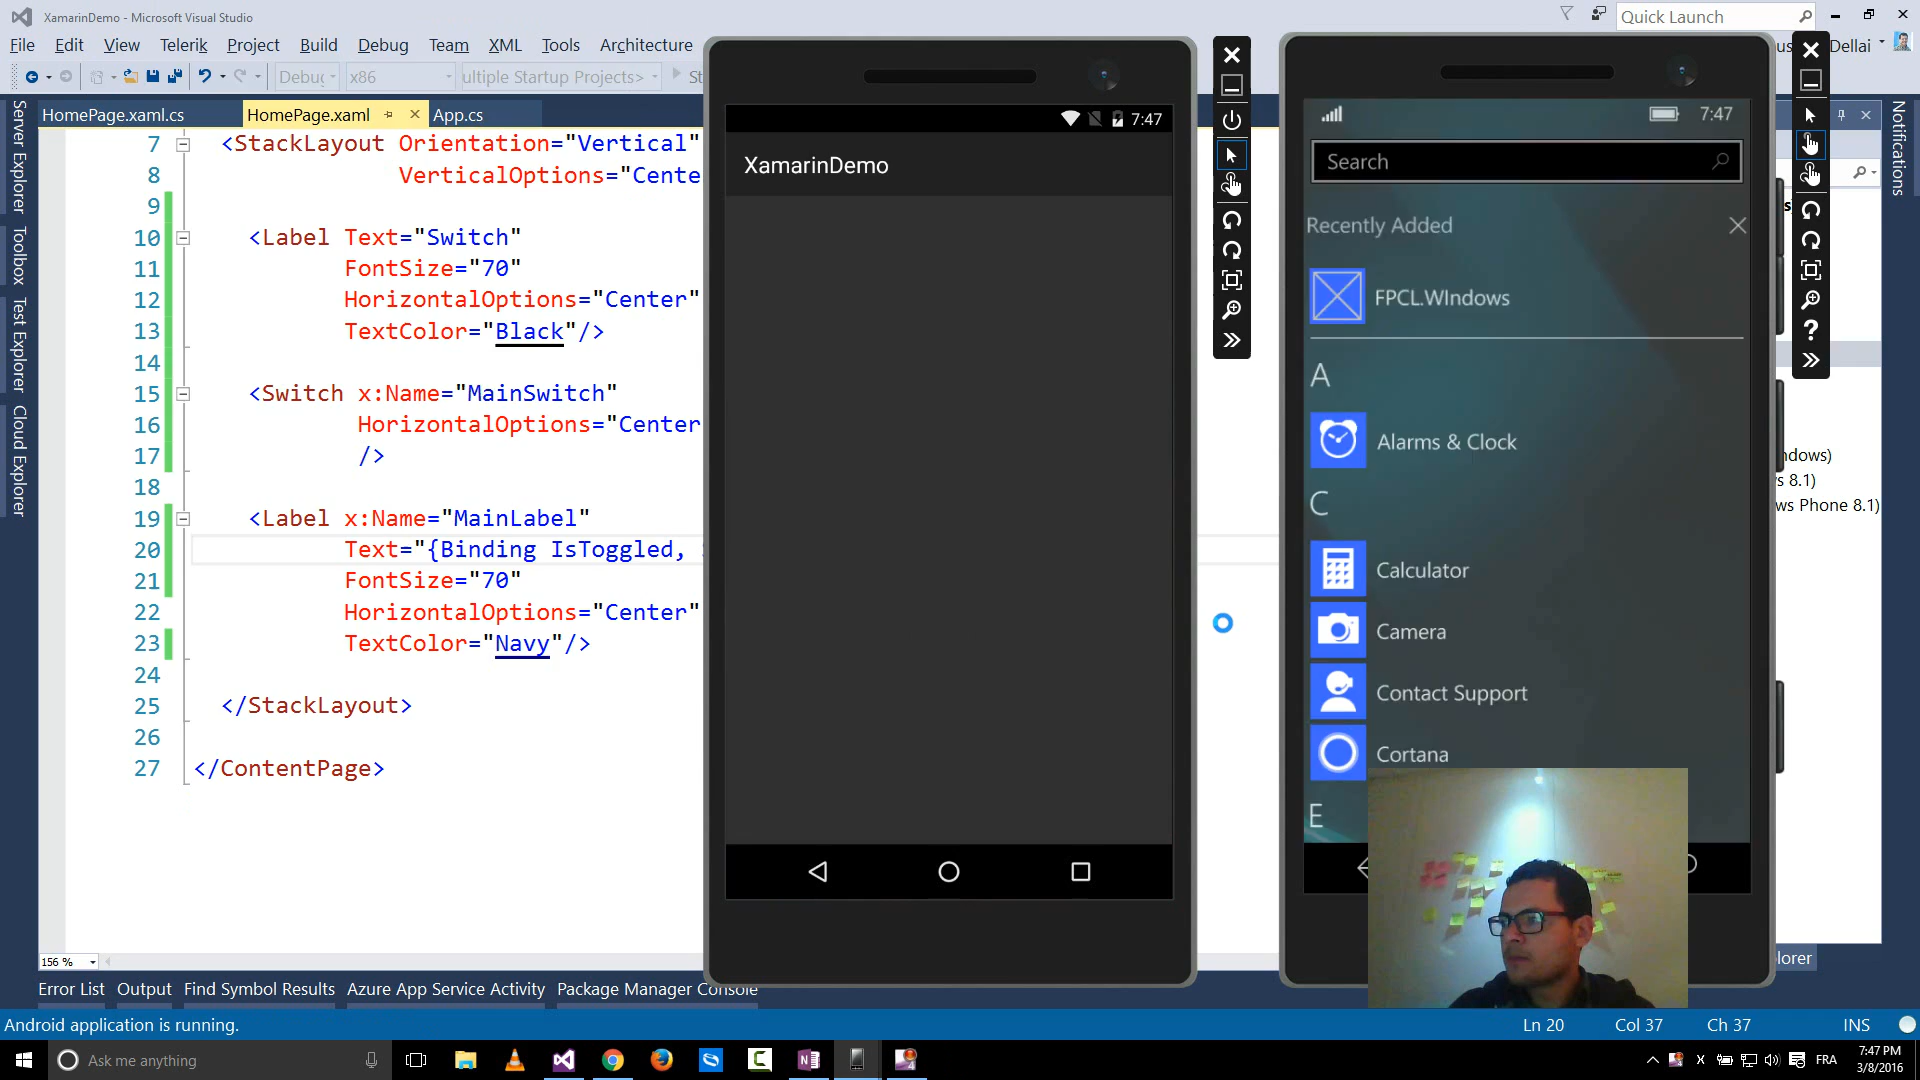 XamarinDemo - Microsoft Visual Studio
Quick Launch
File Edit View Telerik Project Build Debug Team XML Tools Architecture
Dellai
Debug x86 ultiple Startup Projects> St
HomePage.xaml.cs HomePage.xaml App.cs
Server Explorer
Toolbox
Test Explorer
Cloud Explorer
7 <StackLayout Orientation="Vertical"
8 VerticalOptions="Cente
9
10 <Label Text="Switch"
11 FontSize="70"
12 HorizontalOptions="Center"
13 TextColor="Black"/>
14
15 <Switch x:Name="MainSwitch"
16 HorizontalOptions="Center
17 />
18
19 <Label x:Name="MainLabel"
20 Text="{Binding IsToggled,
21 FontSize="70"
22 HorizontalOptions="Center"
23 TextColor="Navy"/>
24
25 </StackLayout>
26
27 </ContentPage>
156 %
7:47
XamarinDemo
7:47
Search
Recently Added
FPCL.WIndows
A
Alarms & Clock
C
Calculator
Camera
Contact Support
Cortana
E
Notifications
ndows)
s 8.1)
ws Phone 8.1)
lorer
Error List Output Find Symbol Results Azure App Service Activity Package Manager Console
Android application is running.
Ln 20 Col 37 Ch 37 INS
Ask me anything
FRA
7:47 PM
3/8/2016